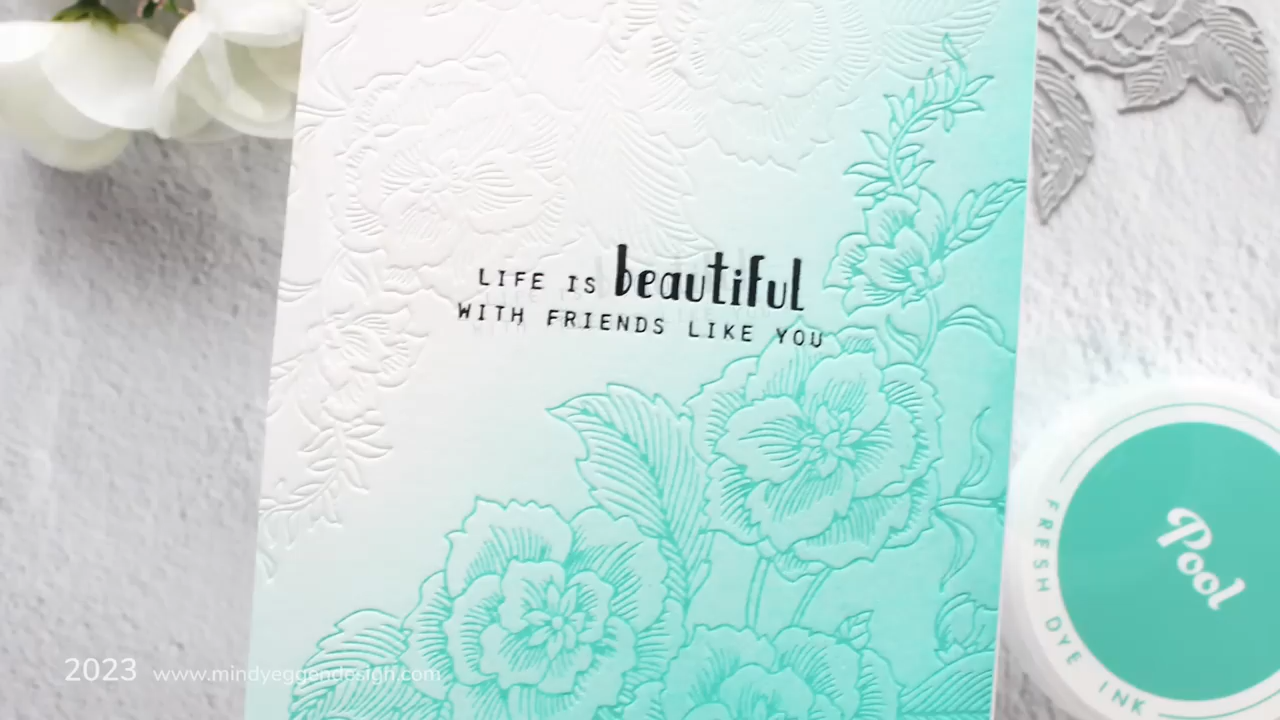 LIFE IS beautiful
WITH FRIENDS LIKE YOU
Pool
FRESH DYE INK
2023 www.mindyeggendesign.com